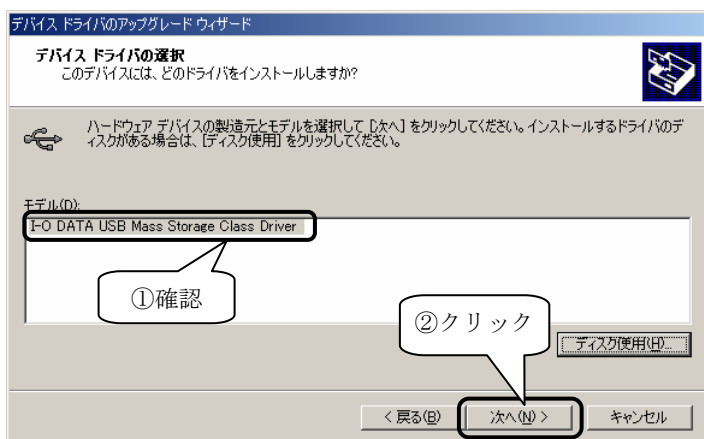 デバイス ドライバのアップグレード ウィザード
デバイス ドライバの選択
このデバイスには、どのドライバをインストールしますか?
ハードウェア デバイスの製造元とモデルを選択して [次へ] をクリックしてください。インストールするドライバのデ
ィスクがある場合は、[ディスク使用] をクリックしてください。
モデル(D):
I-O DATA USB Mass Storage Class Driver
①確認
②クリック
ディスク使用(H)...
< 戻る(B)
次へ(N) >
キャンセル